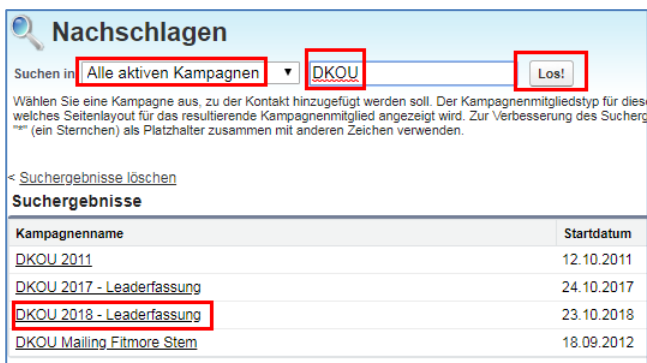 Nachschlagen
Suchen in Alle aktiven Kampagnen DKOU Los!
Wählen Sie eine Kampagne aus, zu der Kontakt hinzugefügt werden soll. Der Kampagnenmitgliedstyp für dies
welches Seitenlayout für das resultierende Kampagnenmitglied angezeigt wird. Zur Verbesserung des Sucherg
"*" (ein Sternchen) als Platzhalter zusammen mit anderen Zeichen verwenden.
< Suchergebnisse löschen
Suchergebnisse
Kampagnenname Startdatum
DKOU 2011 12.10.2011
DKOU 2017 - Leaderfassung 24.10.2017
DKOU 2018 - Leaderfassung 23.10.2018
DKOU Mailing Fitmore Stem 18.09.2012